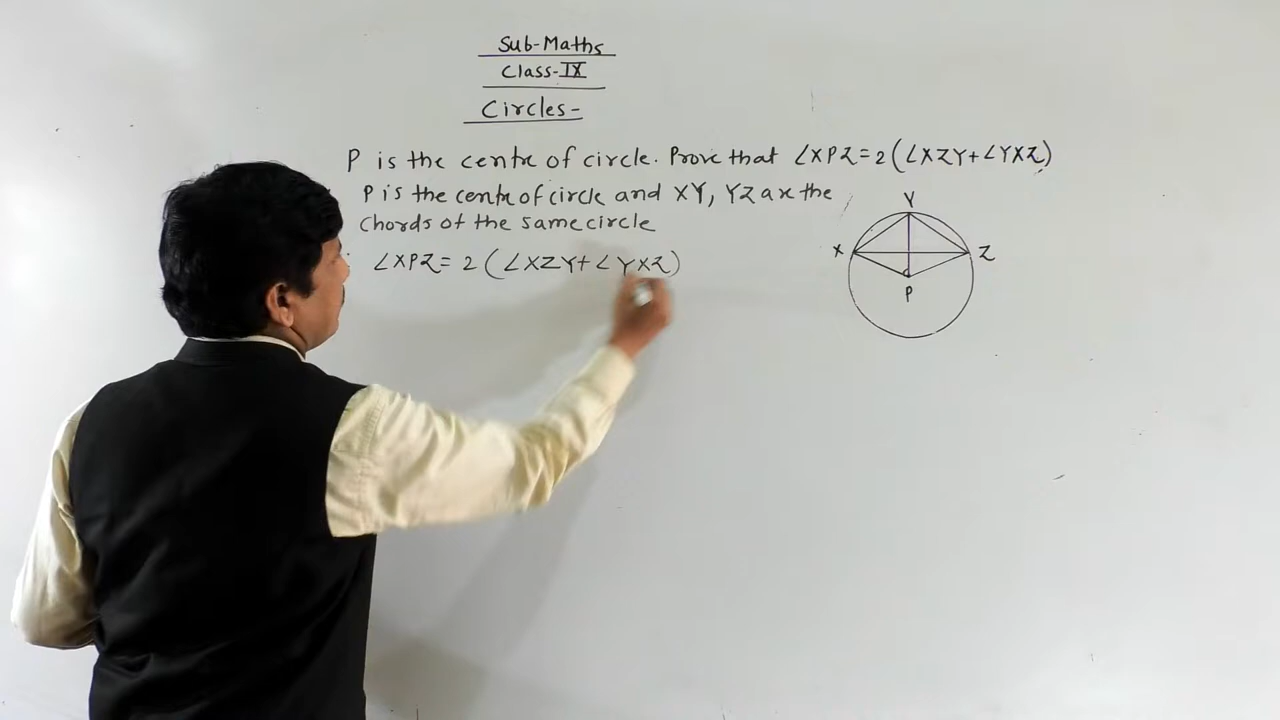 Sub-Maths
Class-IX
Circles-
P is the centre of circle. Prove that ∠XPZ=2(∠XZY+∠YXZ)
P is the centre of circle and XY, YZ are the
Chords of the same circle
∠XPZ= 2 (∠XZY+∠YXZ)
Y
X
Z
P